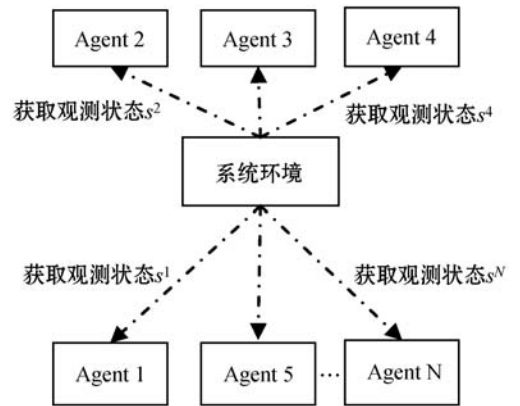 Agent 2 Agent 3 Agent 4
获取观测状态s² 获取观测状态s⁴
系统环境
获取观测状态s¹ 获取观测状态sᴺ
Agent 1 Agent 5 … Agent N